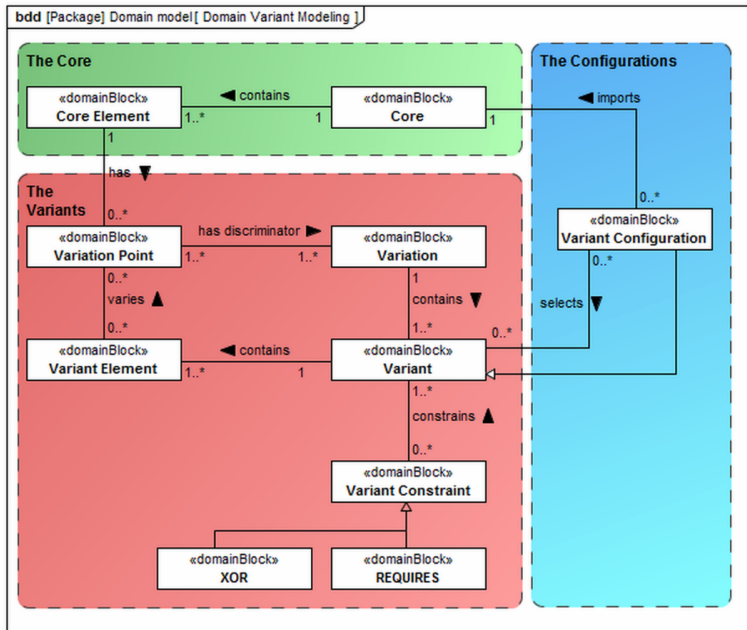 bdd [Package] Domain model[ Domain Variant Modeling ]
The Core
«domainBlock»
Core Element
contains
1..*
1
«domainBlock»
Core
1
1
has
0..*
The Configurations
imports
0..*
«domainBlock»
Variant Configuration
0..*
selects
0..*
The
Variants
«domainBlock»
Variation Point
has discriminator
1..*
1..*
«domainBlock»
Variation
0..*
varies
0..*
1
contains
1..*
«domainBlock»
Variant Element
contains
1..*
1
«domainBlock»
Variant
1..*
constrains
0..*
«domainBlock»
Variant Constraint
«domainBlock»
XOR
«domainBlock»
REQUIRES